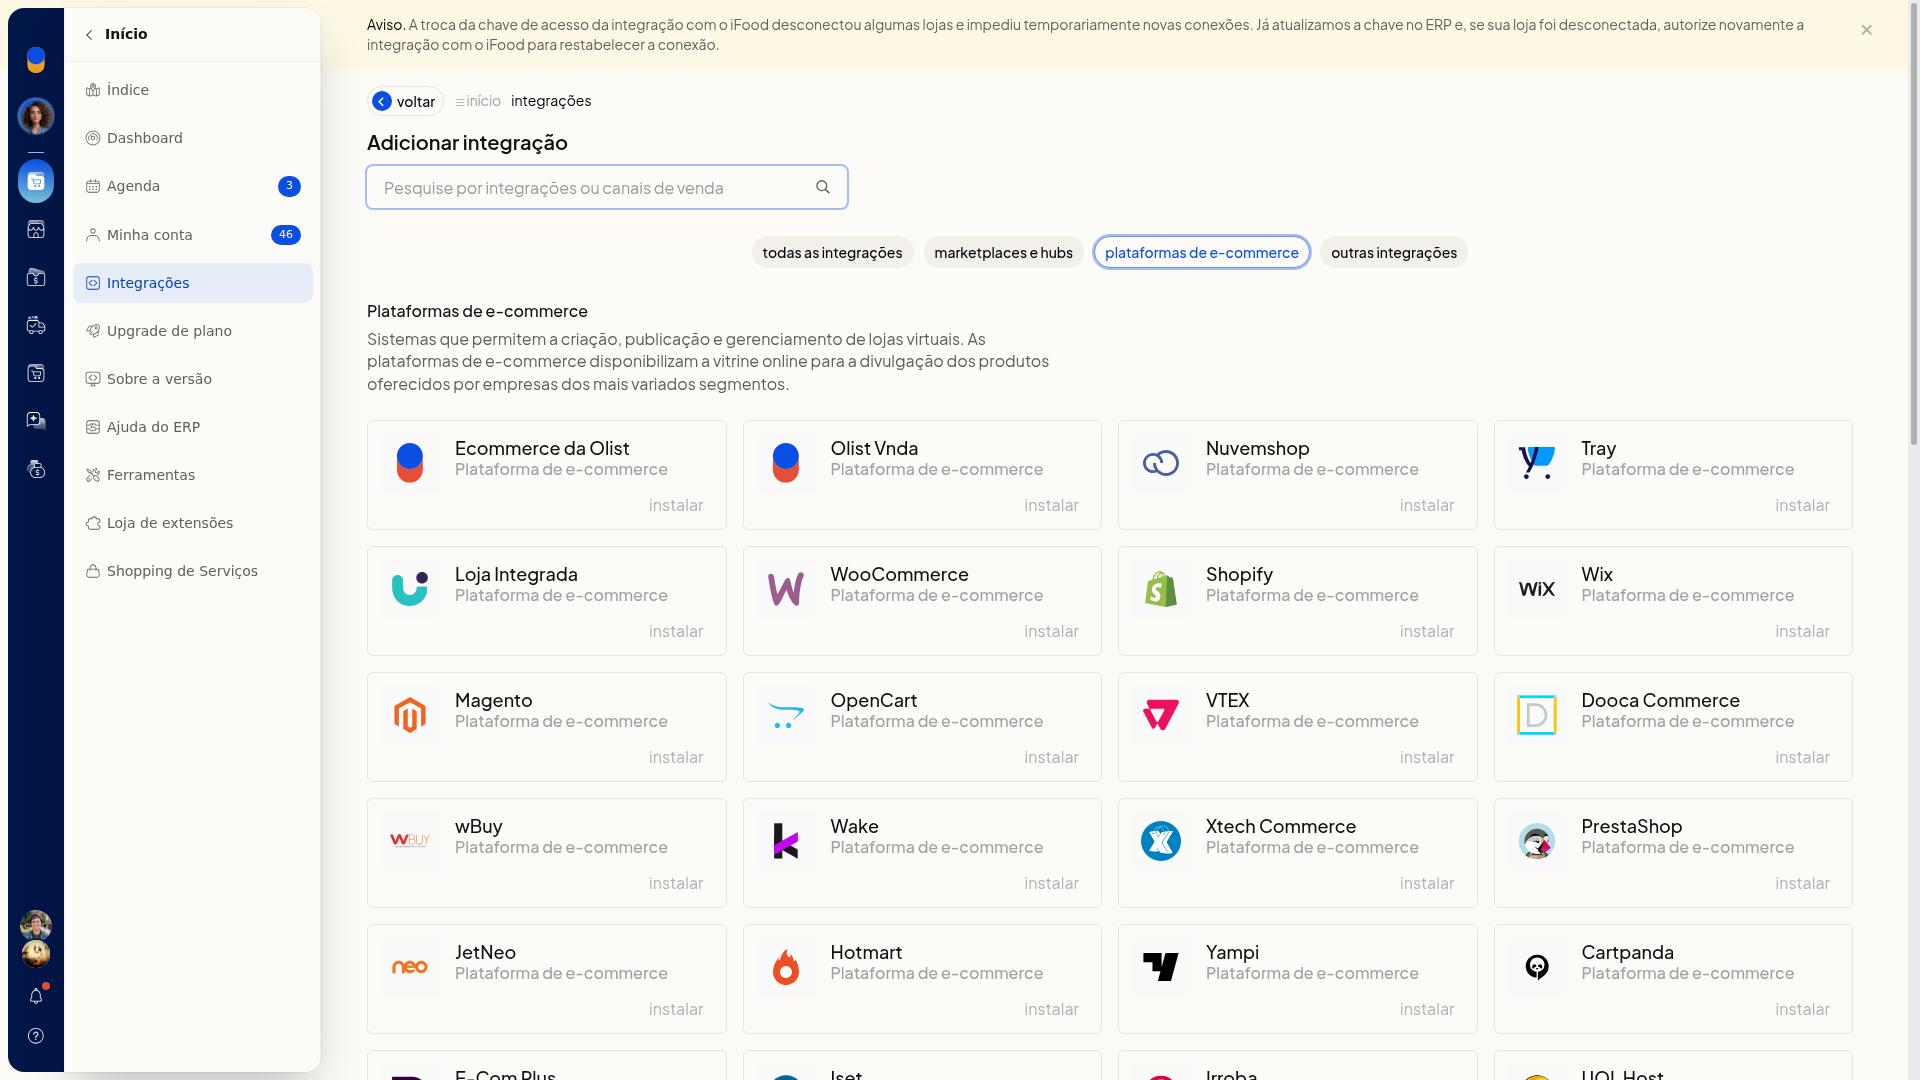 Aviso. A troca da chave de acesso da integração com o iFood desconectou algumas lojas e impediu temporariamente novas conexões. Já atualizamos a chave no ERP e, se sua loja foi desconectada, autorize novamente a
integração com o iFood para restabelecer a conexão.
Início
Índice
Dashboard
Agenda 3
Minha conta 46
Integrações
Upgrade de plano
Sobre a versão
Ajuda do ERP
Ferramentas
Loja de extensões
Shopping de Serviços
voltar início integrações
Adicionar integração
Pesquise por integrações ou canais de venda
todas as integrações marketplaces e hubs plataformas de e-commerce outras integrações
Plataformas de e-commerce
Sistemas que permitem a criação, publicação e gerenciamento de lojas virtuais. As
plataformas de e-commerce disponibilizam a vitrine online para a divulgação dos produtos
oferecidos por empresas dos mais variados segmentos.
Ecommerce da Olist
Plataforma de e-commerce
instalar
Olist Vnda
Plataforma de e-commerce
instalar
Nuvemshop
Plataforma de e-commerce
instalar
Tray
Plataforma de e-commerce
instalar
Loja Integrada
Plataforma de e-commerce
instalar
WooCommerce
Plataforma de e-commerce
instalar
Shopify
Plataforma de e-commerce
instalar
WiX
Wix
Plataforma de e-commerce
instalar
Magento
Plataforma de e-commerce
instalar
OpenCart
Plataforma de e-commerce
instalar
VTEX
Plataforma de e-commerce
instalar
D
Dooca Commerce
Plataforma de e-commerce
instalar
WBUY
wBuy
Plataforma de e-commerce
instalar
Wake
Plataforma de e-commerce
instalar
Xtech Commerce
Plataforma de e-commerce
instalar
PrestaShop
Plataforma de e-commerce
instalar
neo
JetNeo
Plataforma de e-commerce
instalar
Hotmart
Plataforma de e-commerce
instalar
Yampi
Plataforma de e-commerce
instalar
Cartpanda
Plataforma de e-commerce
instalar
E-Com Plus
Iset
Irroba
UOL Host